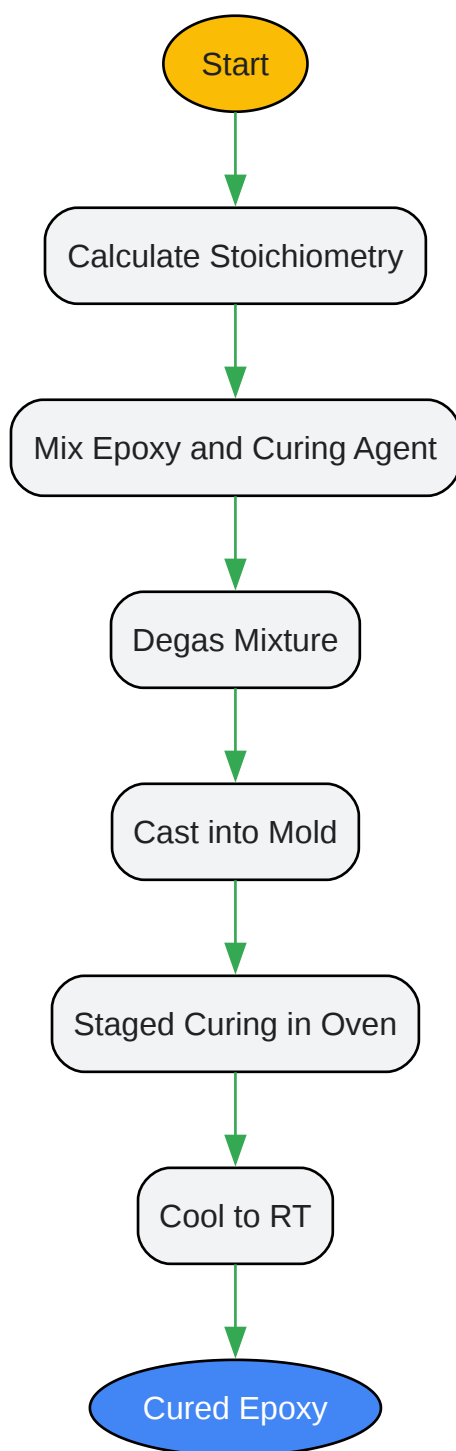 Start
Calculate Stoichiometry
Mix Epoxy and Curing Agent
Degas Mixture
Cast into Mold
Staged Curing in Oven
Cool to RT
Cured Epoxy